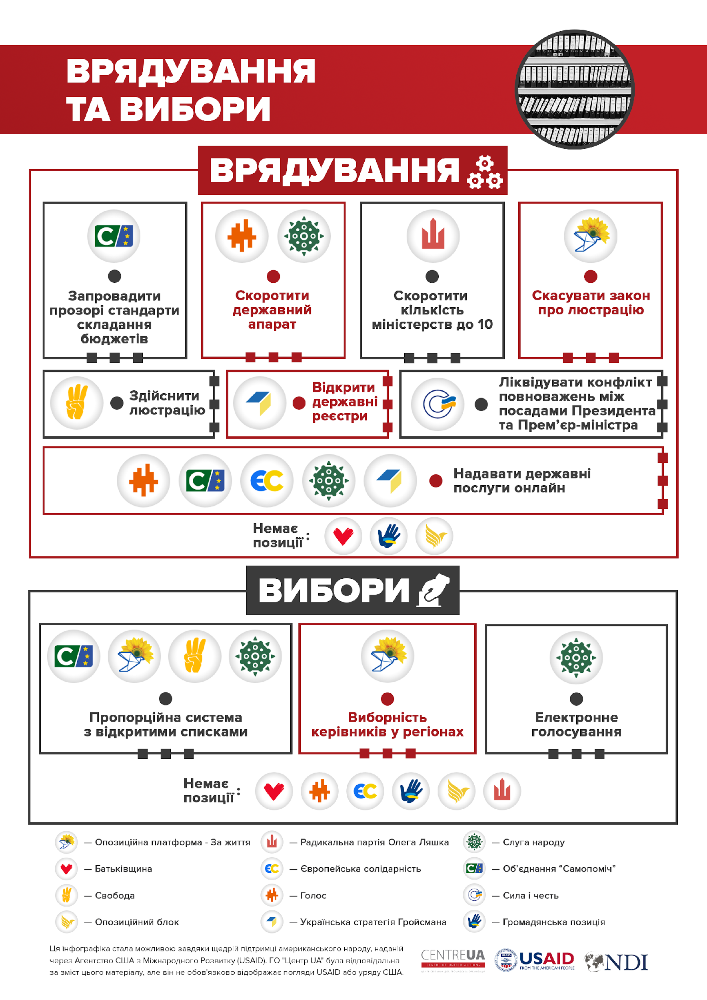 ВРЯДУВАННЯ
ТА ВИБОРИ
ВРЯДУВАННЯ
Запровадити
прозорі стандарти
складання
бюджетів
Скоротити
державний
апарат
Скоротити
кількість
міністерств до 10
Скасувати закон
про люстрацію
Здійснити
люстрацію
Відкрити
державні
реєстри
Ліквідувати конфлікт
повноважень між
посадами Президента
та Прем’єр-міністра
Надавати державні
послуги онлайн
Немає
позиції :
ВИБОРИ
Пропорційна система
з відкритими списками
Виборність
керівників у регіонах
Електронне
голосування
Немає
позиції :
— Опозиційна платформа - За життя
— Радикальна партія Олега Ляшка
— Слуга народу
— Батьківщина
— Європейська солідарність
— Об’єднання “Самопоміч”
— Свобода
— Голос
— Сила і честь
— Опозиційний блок
— Українська стратегія Гройсмана
— Громадянська позиція
Ця інфографіка стала можливою завдяки щедрій підтримці американського народу, наданій
через Агентство США з Міжнародного Розвитку (USAID). ГО "Центр UA" була відповідальна
за зміст цього матеріалу, але він не обов'язково відображає погляди USAID або уряду США.
CENTREUA
CENTRE OF UNITED ACTIONS
USAID
FROM THE AMERICAN PEOPLE
NDI